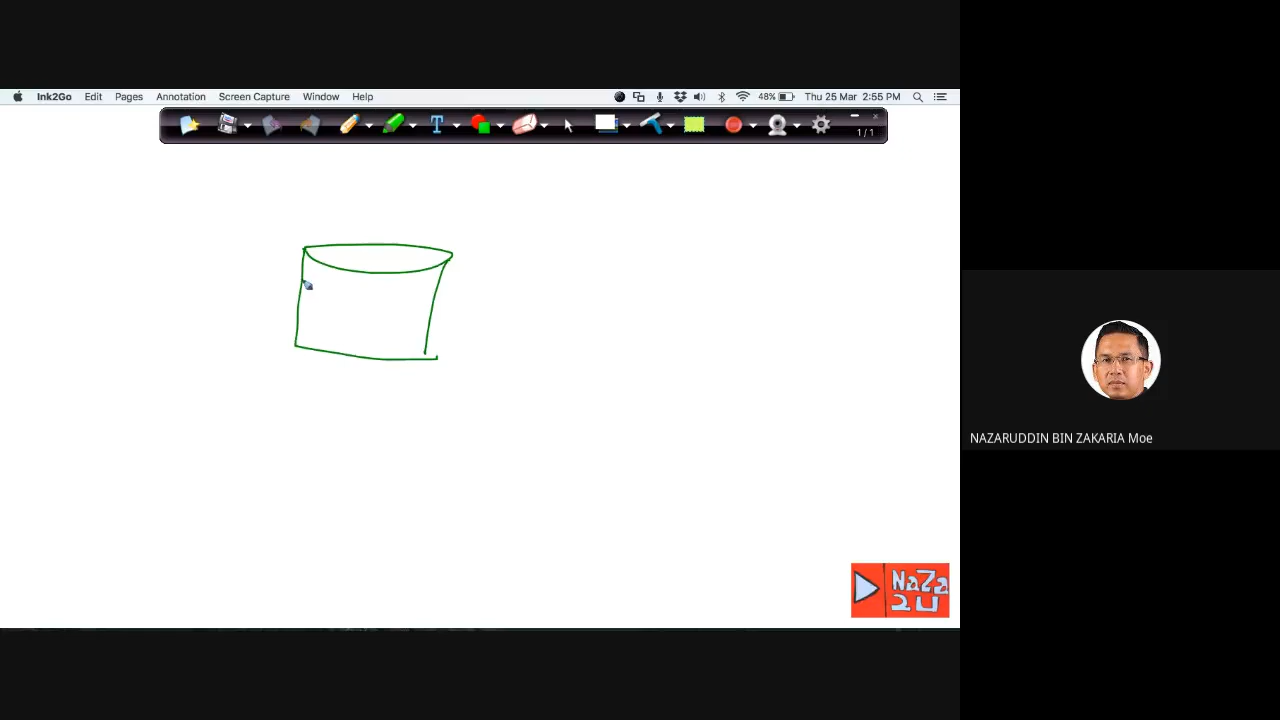 Ink2Go Edit Pages Annotation Screen Capture Window Help 48% Thu 25 Mar 2:55 PM
T
1 / 1
NAZARUDDIN BIN ZAKARIA Moe
NaZa
2U